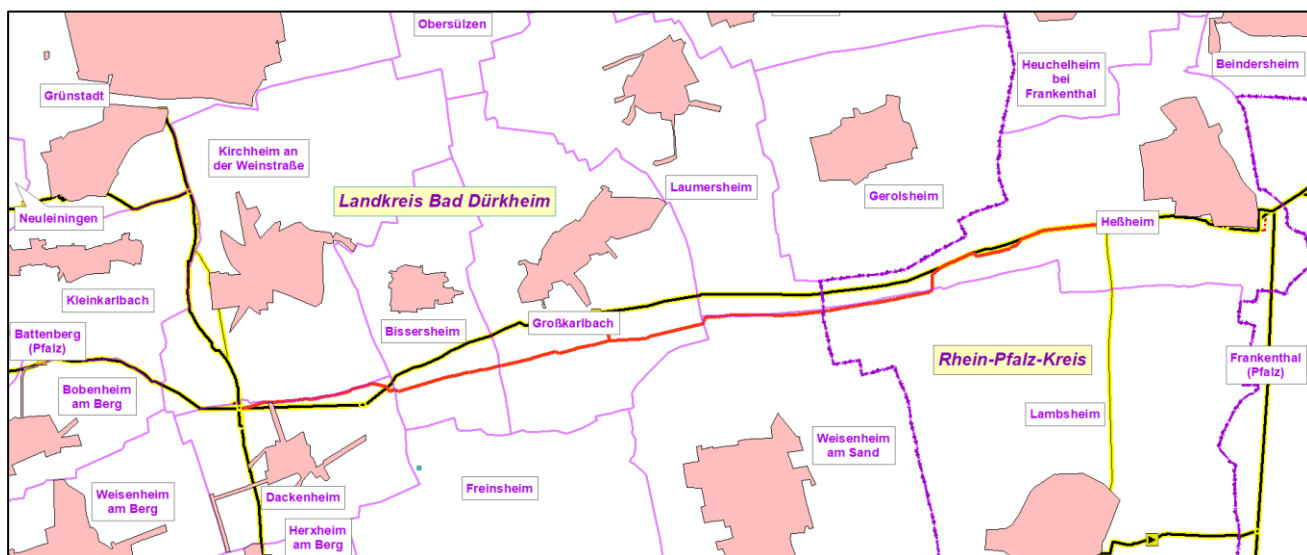 Obersülzen
Heuchelheim
bei
Frankenthal
Beindersheim
Grünstadt
Kirchheim an
der Weinstraße
Landkreis Bad Dürkheim
Laumersheim
Gerolsheim
Neuleiningen
Heßheim
Kleinkarlbach
Battenberg
(Pfalz)
Bissersheim
Großkarlbach
Rhein-Pfalz-Kreis
Frankenthal
(Pfalz)
Bobenheim
am Berg
Lambsheim
Weisenheim
am Sand
Weisenheim
am Berg
Dackenheim
Freinsheim
Herxheim
am Berg